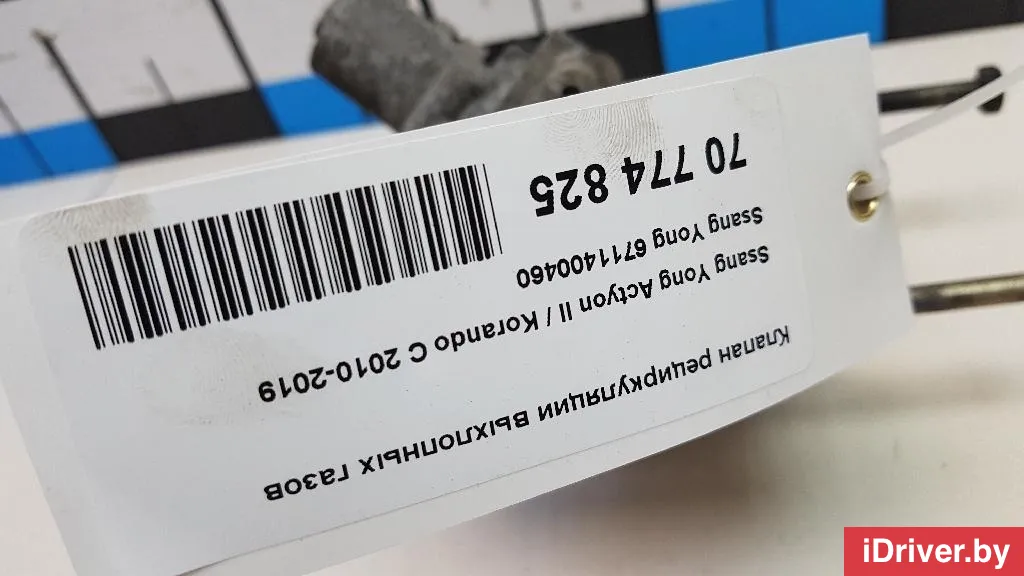 Клапан рециркуляции выхлопных газов
Ssang Yong Actyon II / Korando C 2010-2019
Ssang Yong 6711400460
70 774 825
iDriver.by